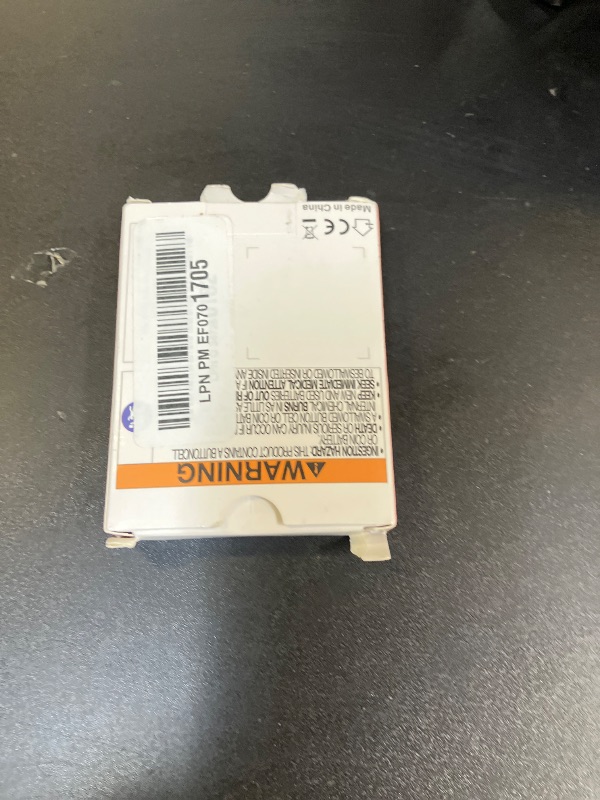 ⚠WARNING
• INGESTION HAZARD: THIS PRODUCT CONTAINS A BUTTON CELL
OR COIN BATTERY.
• DEATH OR SERIOUS INJURY CAN OCCUR IF
A SWALLOWED BUTTON CELL OR COIN BATT
INTERNAL CHEMICAL BURNS IN AS LITTLE A
• KEEP NEW AND USED BATTERIES OUT OF R
• SEEK IMMEDIATE MEDICAL ATTENTION IF A
TO BE SWALLOWED OR INSERTED INSIDE AN
CE
Made in China
LPN PM EF0701705